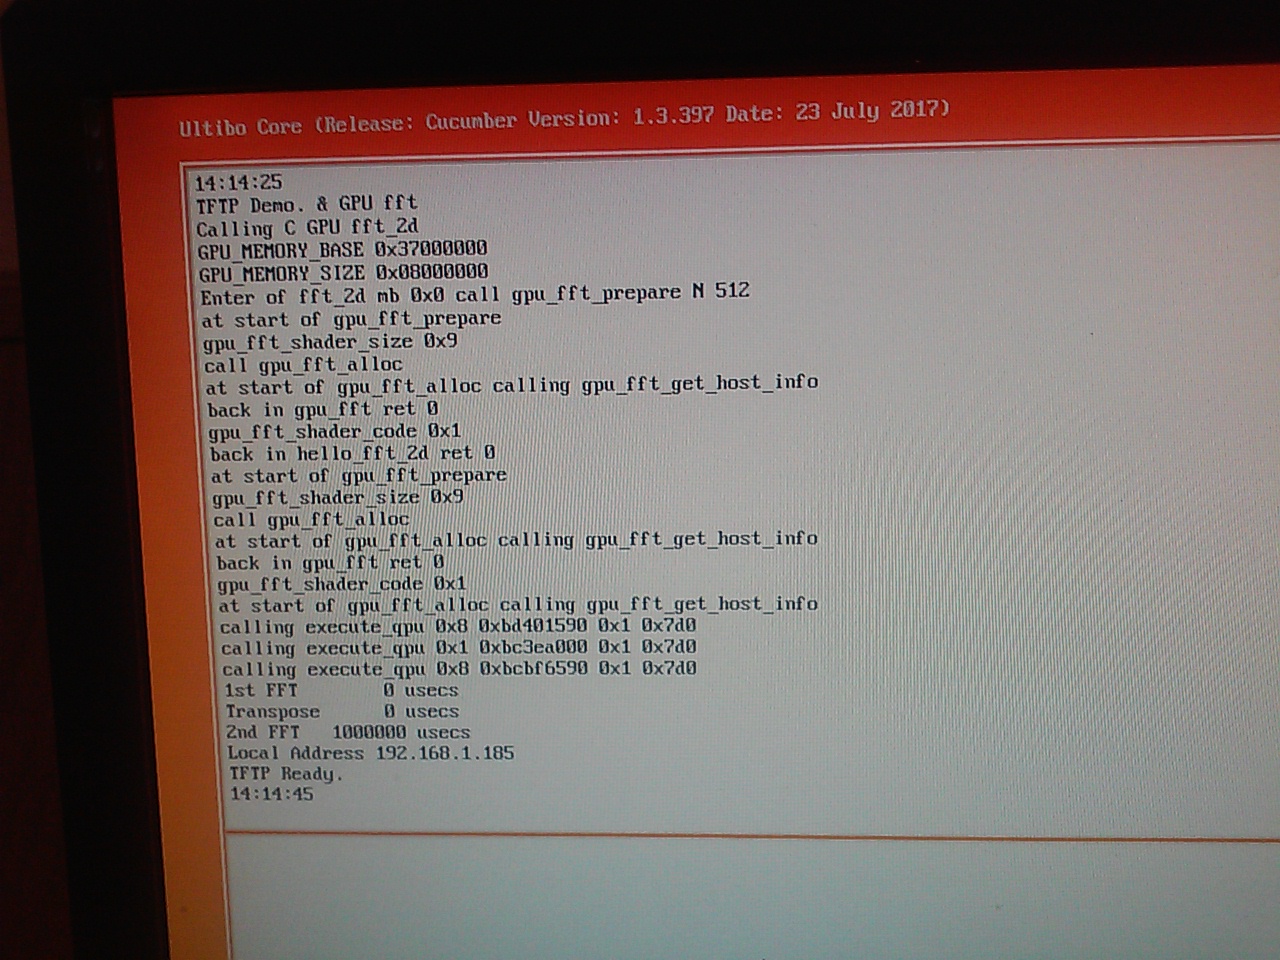 Ultibo Core (Release: Cucumber Version: 1.3.397 Date: 23 July 2017)
14:14:25
TFTP Demo. & GPU fft
Calling C GPU fft_2d
GPU_MEMORY_BASE 0x37000000
GPU_MEMORY_SIZE 0x08000000
Enter of fft_2d mb 0x0 call gpu_fft_prepare N 512
at start of gpu_fft_prepare
gpu_fft_shader_size 0x9
call gpu_fft_alloc
at start of gpu_fft_alloc calling gpu_fft_get_host_info
back in gpu_fft ret 0
gpu_fft_shader_code 0x1
back in hello_fft_2d ret 0
at start of gpu_fft_prepare
gpu_fft_shader_size 0x9
call gpu_fft_alloc
at start of gpu_fft_alloc calling gpu_fft_get_host_info
back in gpu_fft ret 0
gpu_fft_shader_code 0x1
at start of gpu_fft_alloc calling gpu_fft_get_host_info
calling execute_qpu 0x8 0xbd401590 0x1 0x7d0
calling execute_qpu 0x1 0xbc3ea000 0x1 0x7d0
calling execute_qpu 0x8 0xbcbf6590 0x1 0x7d0
1st FFT 0 usecs
Transpose 0 usecs
2nd FFT 1000000 usecs
Local Address 192.168.1.185
TFTP Ready.
14:14:45